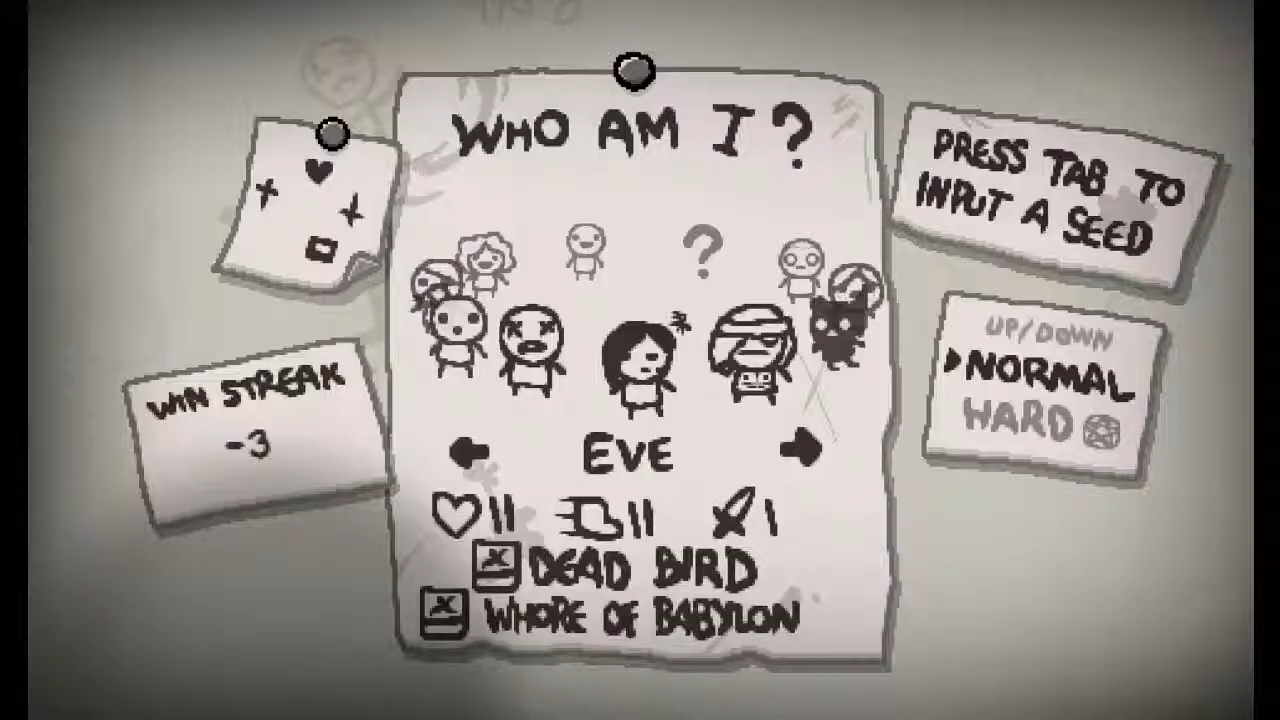 WHO AM I?
PRESS TAB TO
INPUT A SEED
WIN STREAK
-3
UP/DOWN
NORMAL
HARD
?
EVE
DEAD BIRD
WHORE OF BABYLON